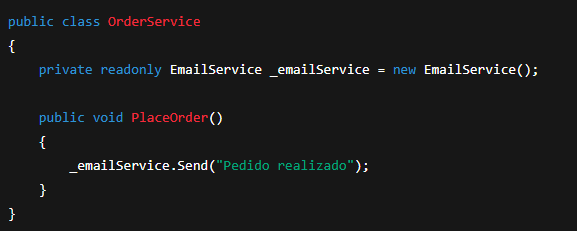 public class OrderService
{
    private readonly EmailService _emailService = new EmailService();

    public void PlaceOrder()
    {
        _emailService.Send("Pedido realizado");
    }
}